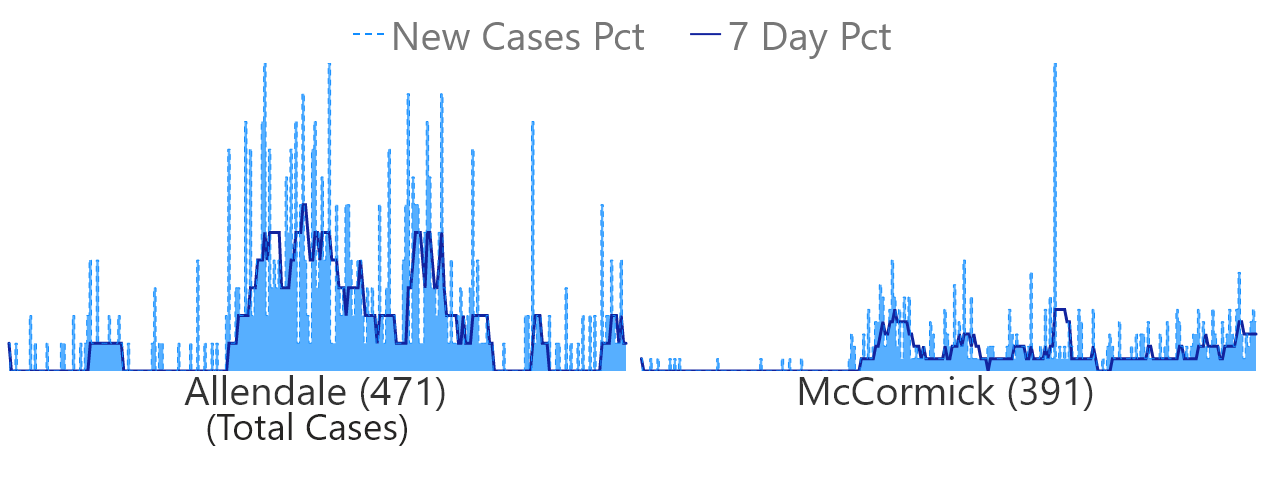 New Cases Pct 7 Day Pct
Allendale (471) McCormick (391)
(Total Cases)